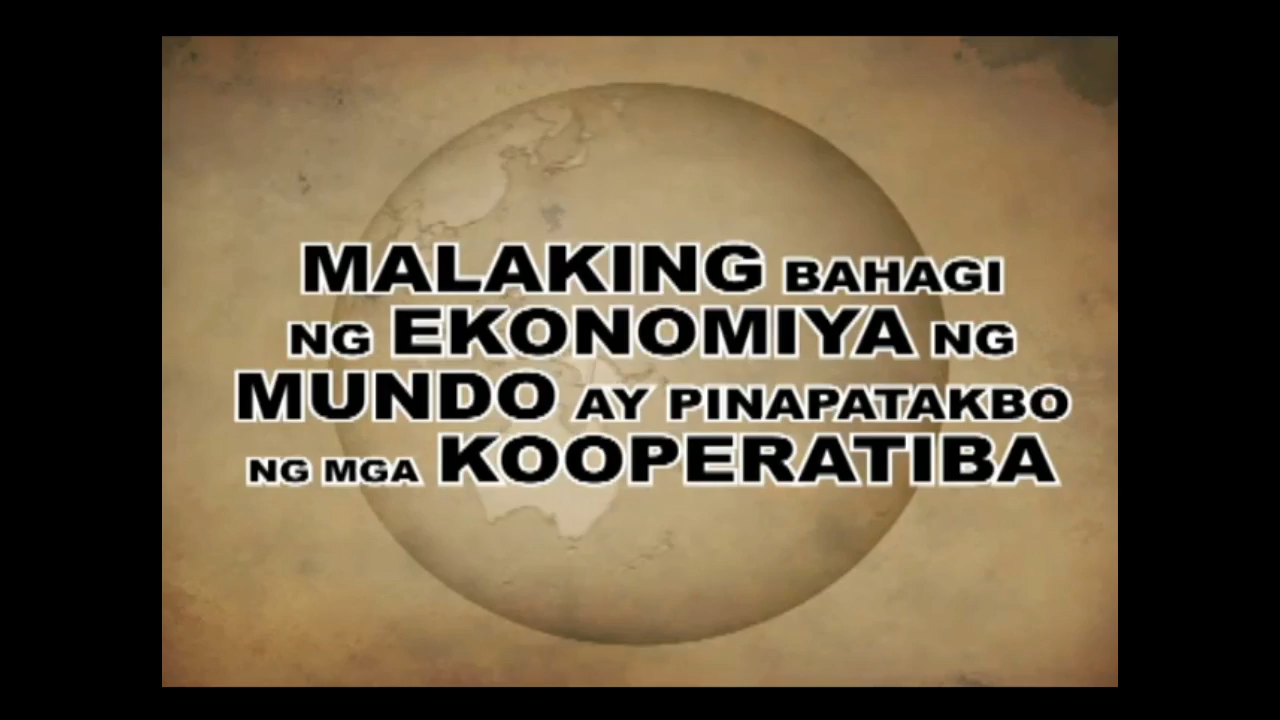 MALAKING BAHAGI
NG EKONOMIYA NG
MUNDO AY PINAPATAKBO
NG MGA KOOPERATIBA